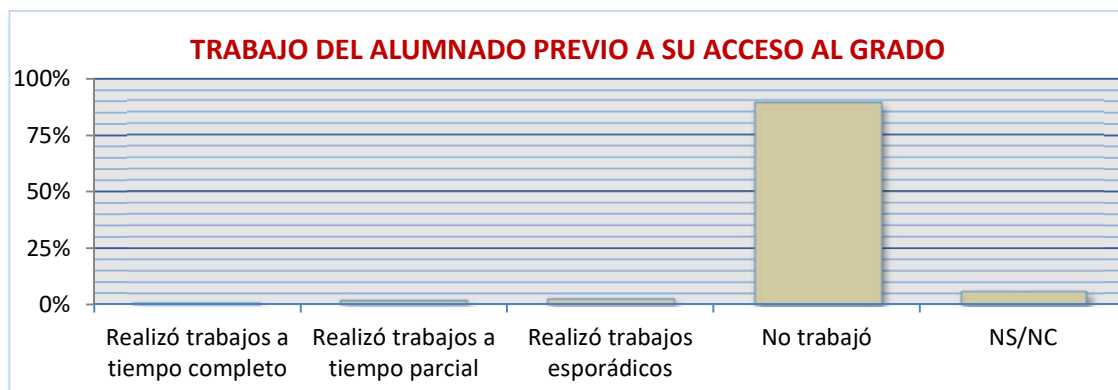 TRABAJO DEL ALUMNADO PREVIO A SU ACCESO AL GRADO
100%
75%
50%
25%
0%
Realizó trabajos a
tiempo completo
Realizó trabajos a
tiempo parcial
Realizó trabajos
esporádicos
No trabajó
NS/NC